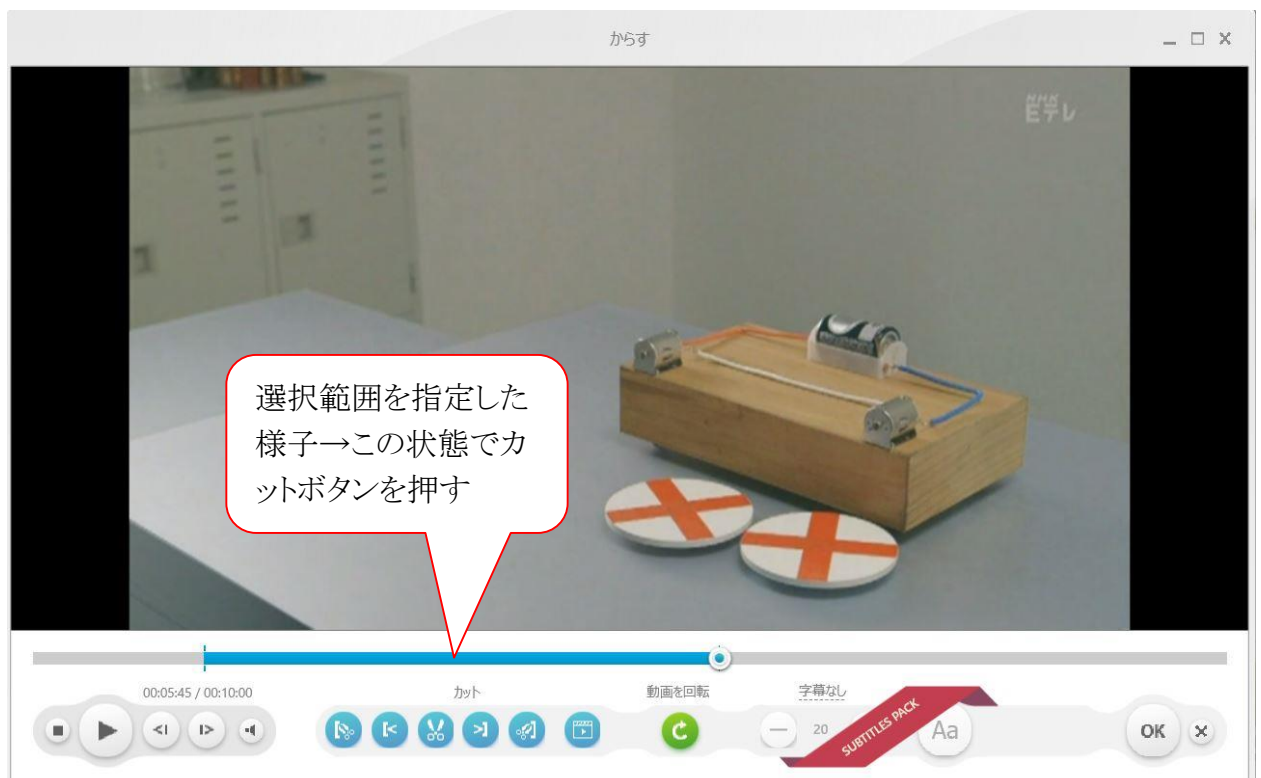 からす
NHK
Eテレ
選択範囲を指定した
様子→この状態でカ
ットボタンを押す
00:05:45 / 00:10:00
カット
動画を回転
字幕なし
20
SUBTITLES PACK
Aa
OK